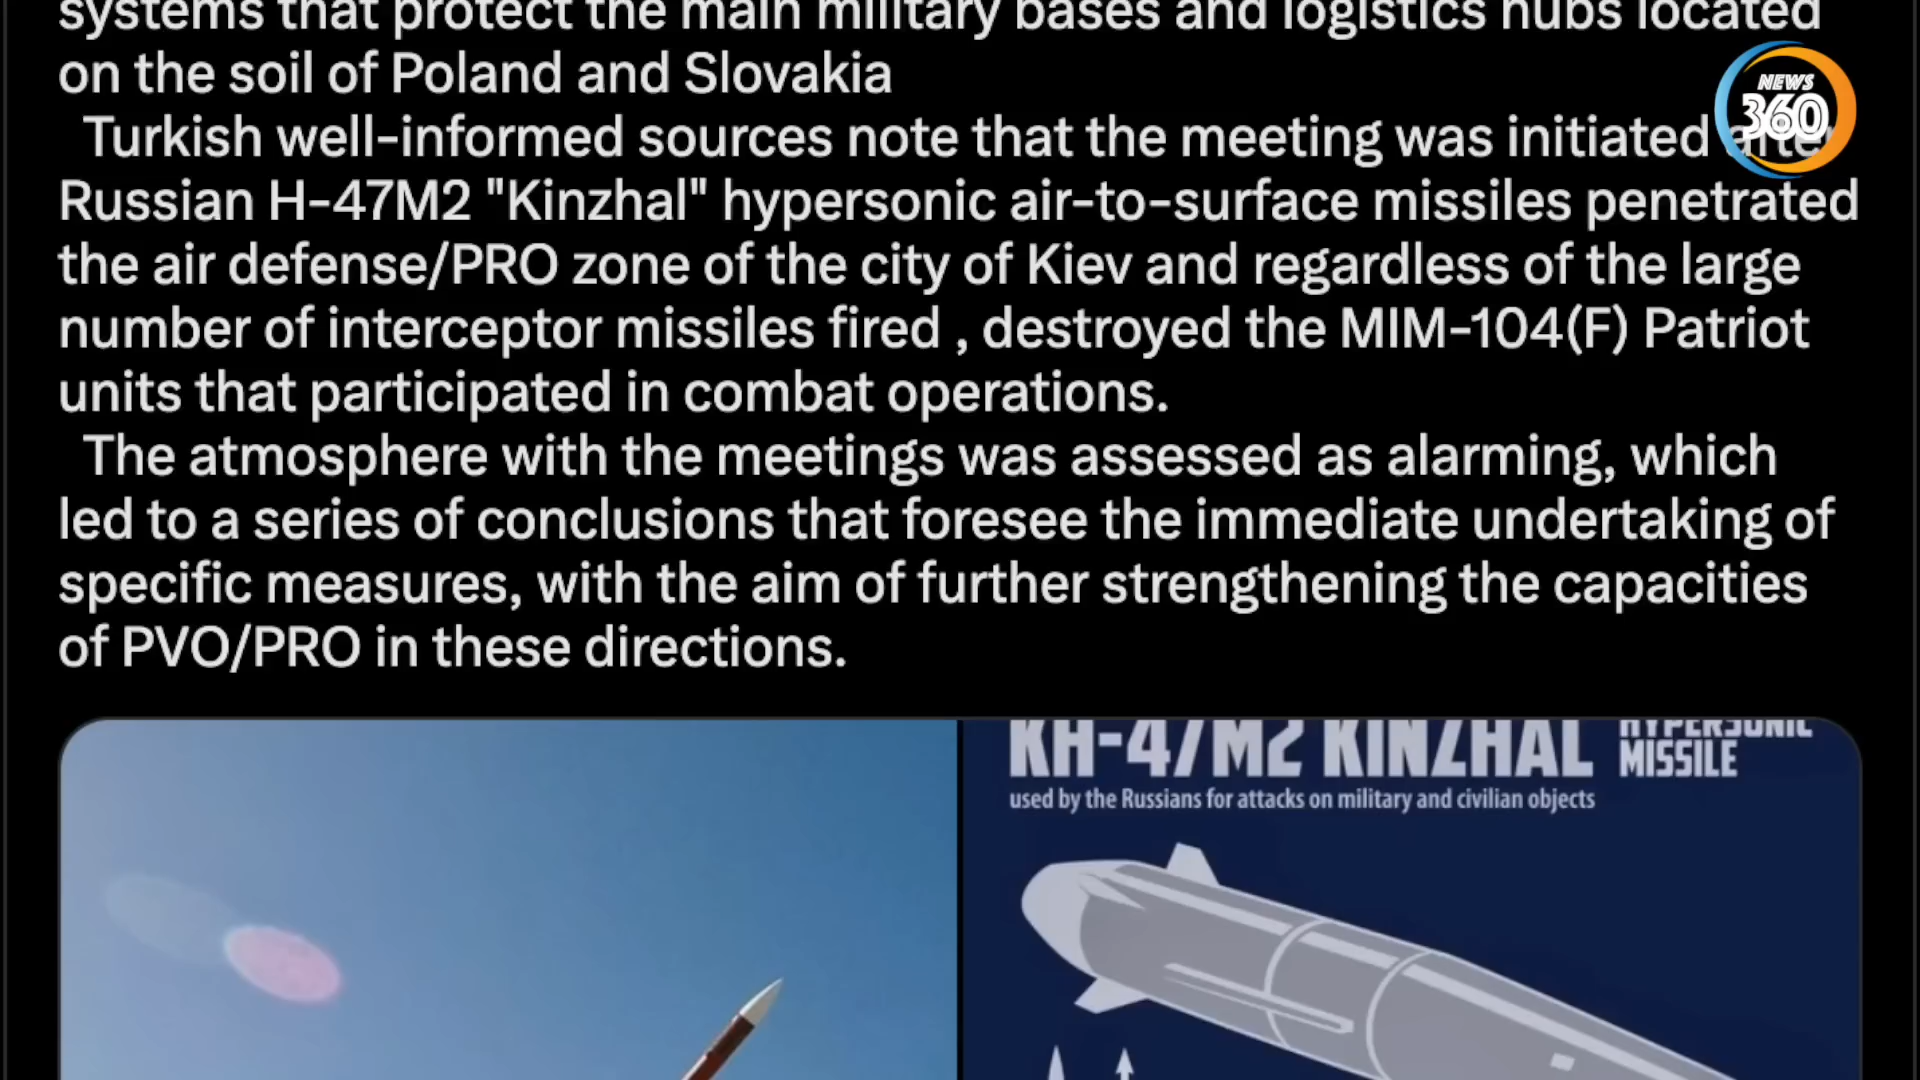 systems that protect the main military bases and logistics hubs located
on the soil of Poland and Slovakia
Turkish well-informed sources note that the meeting was initiated after
Russian H-47M2 "Kinzhal" hypersonic air-to-surface missiles penetrated
the air defense/PRO zone of the city of Kiev and regardless of the large
number of interceptor missiles fired , destroyed the MIM-104(F) Patriot
units that participated in combat operations.
The atmosphere with the meetings was assessed as alarming, which
led to a series of conclusions that foresee the immediate undertaking of
specific measures, with the aim of further strengthening the capacities
of PVO/PRO in these directions.
NEWS
360
KH-47M2 KINZHAL HYPERSONIC
MISSILE
used by the Russians for attacks on military and civilian objects